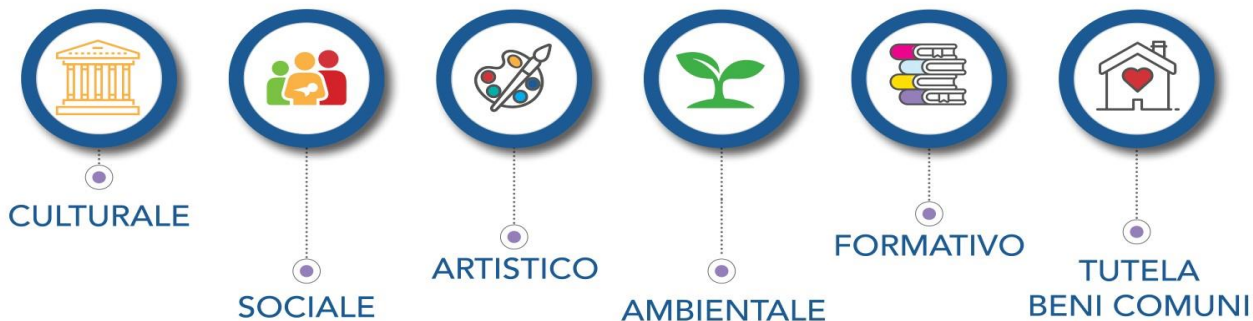 CULTURALE
SOCIALE
ARTISTICO
AMBIENTALE
FORMATIVO
TUTELA
BENI COMUNI